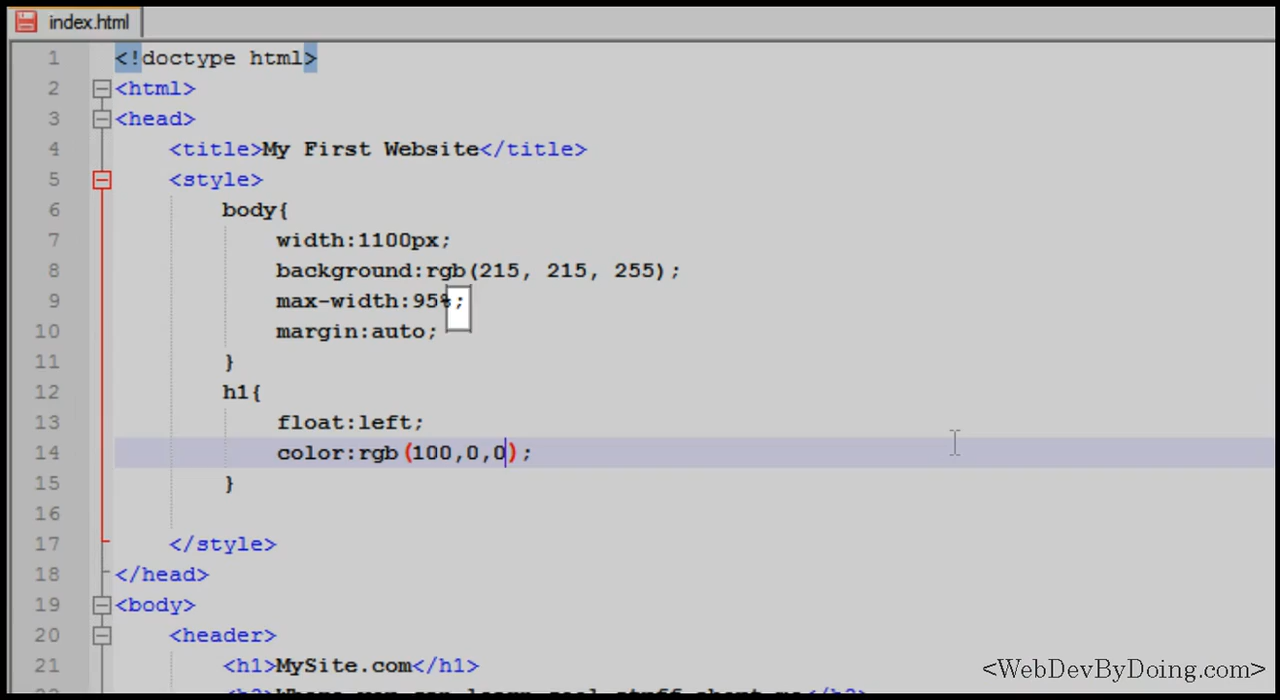 index.html
1 <!doctype html>
2 <html>
3 <head>
4 <title>My First Website</title>
5 <style>
6 body{
7 width:1100px;
8 background:rgb(215, 215, 255);
9 max-width:95%;
10 margin:auto;
11 }
12 h1{
13 float:left;
14 color:rgb(100,0,0);
15 }
16
17 </style>
18 </head>
19 <body>
20 <header>
21 <h1>MySite.com</h1>
<WebDevByDoing.com>